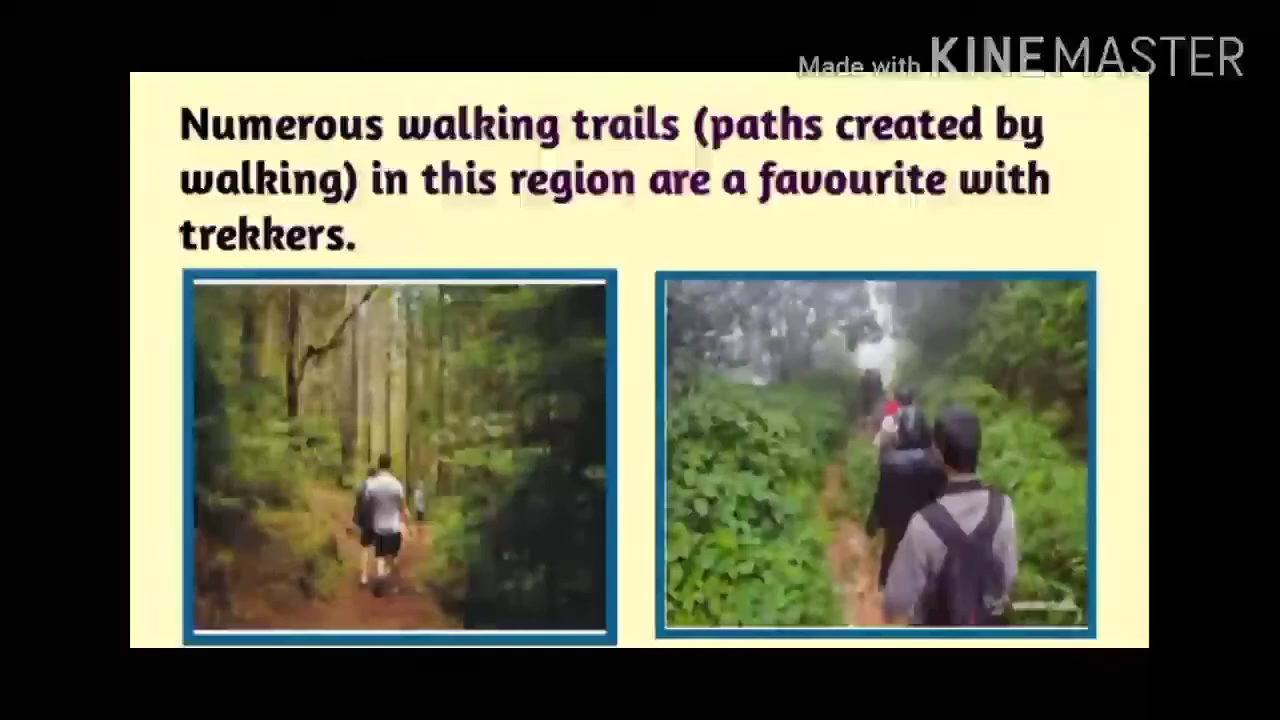 Made with KINEMASTER
Numerous walking trails (paths created by
walking) in this region are a favourite with
trekkers.